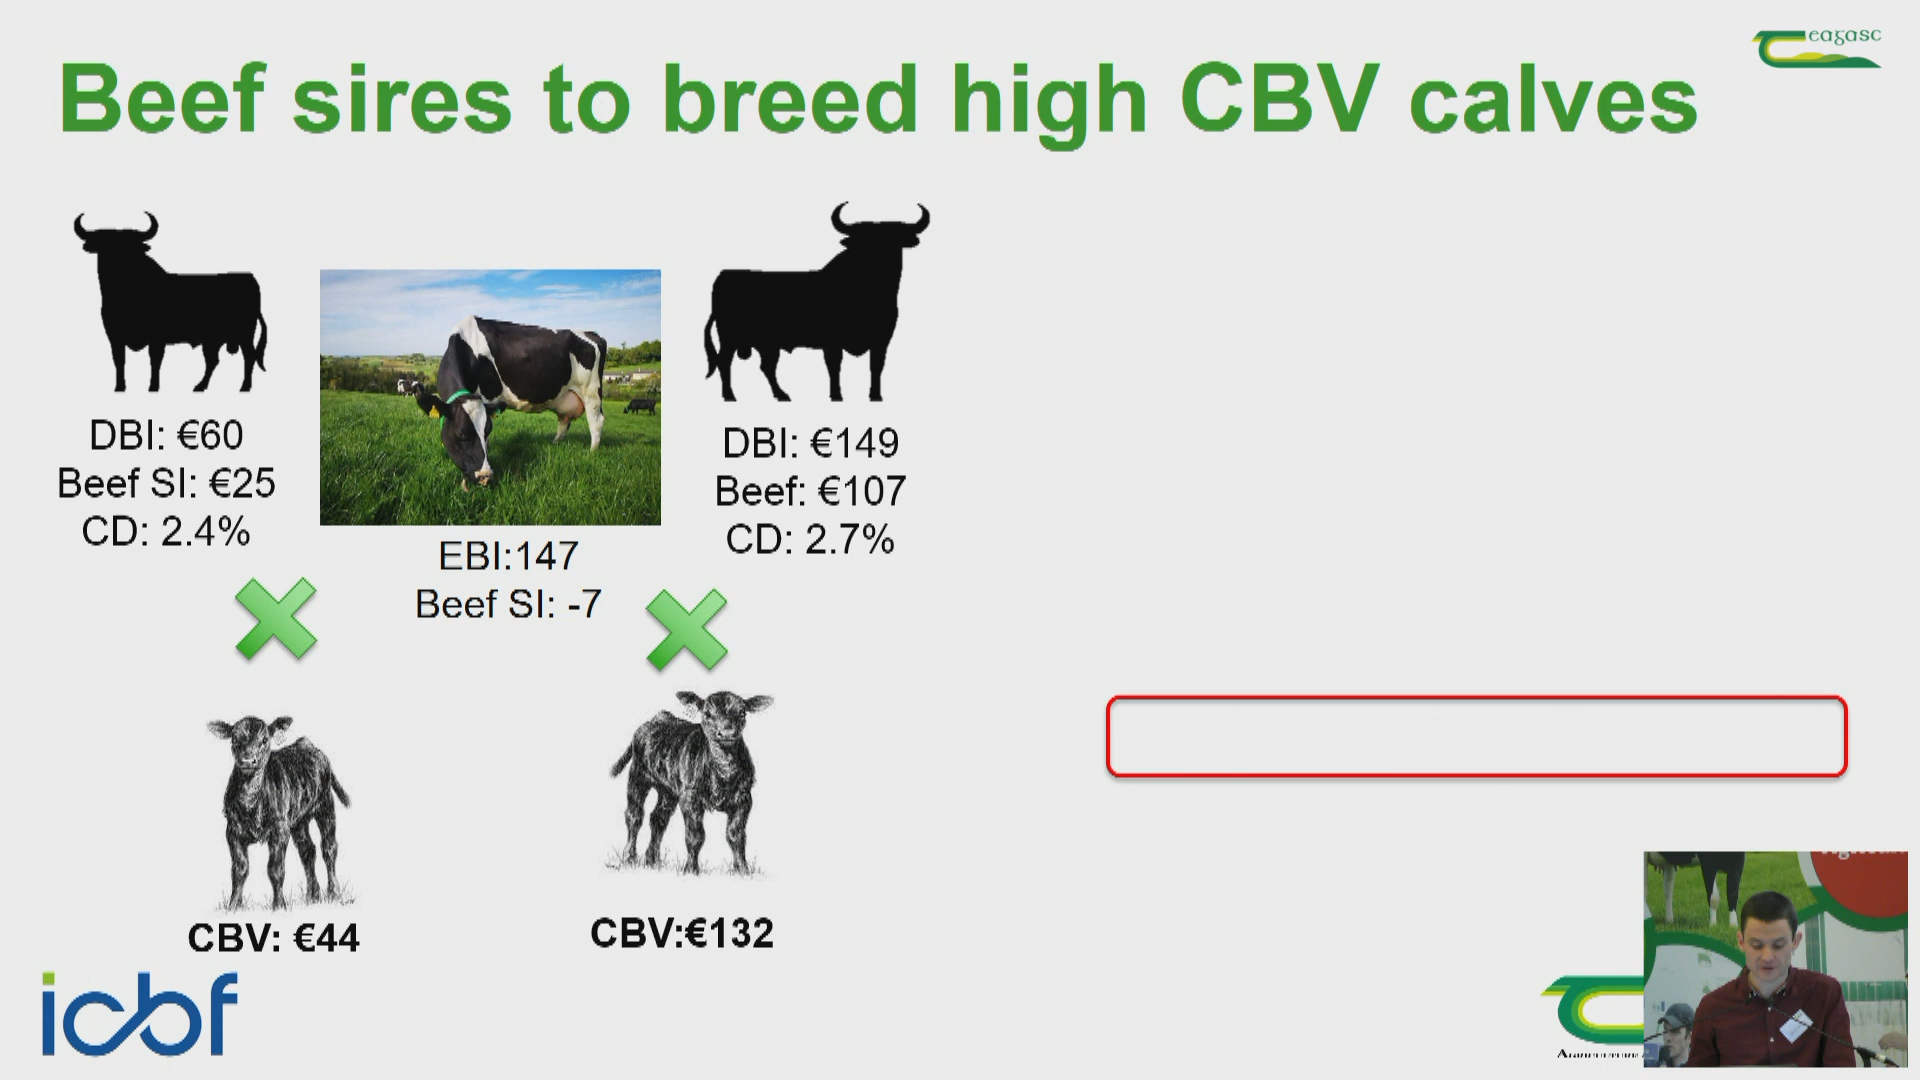 eagasc
Beef sires to breed high CBV calves
DBI: €60
Beef SI: €25
CD: 2.4%
EBI:147
Beef SI: -7
DBI: €149
Beef: €107
CD: 2.7%
CBV: €44
CBV:€132
icbf